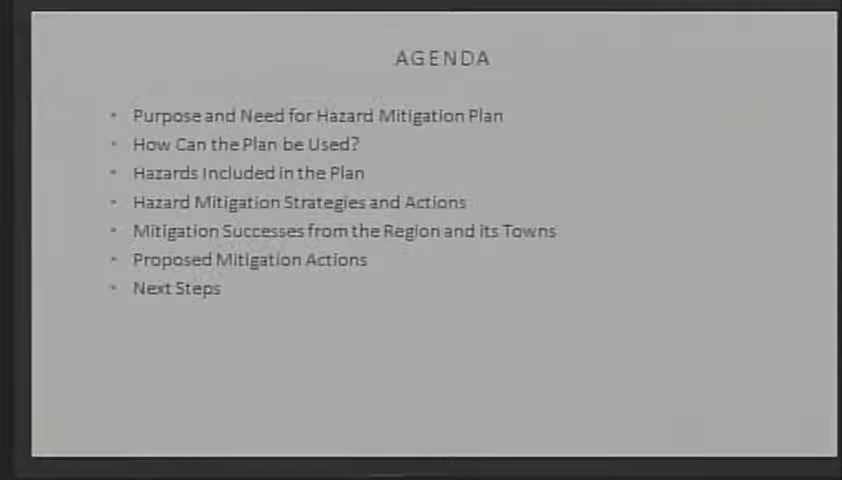 AGENDA
• Purpose and Need for Hazard Mitigation Plan
• How Can the Plan be Used?
• Hazards Included in the Plan
• Hazard Mitigation Strategies and Actions
• Mitigation Successes from the Region and its Towns
• Proposed Mitigation Actions
• Next Steps